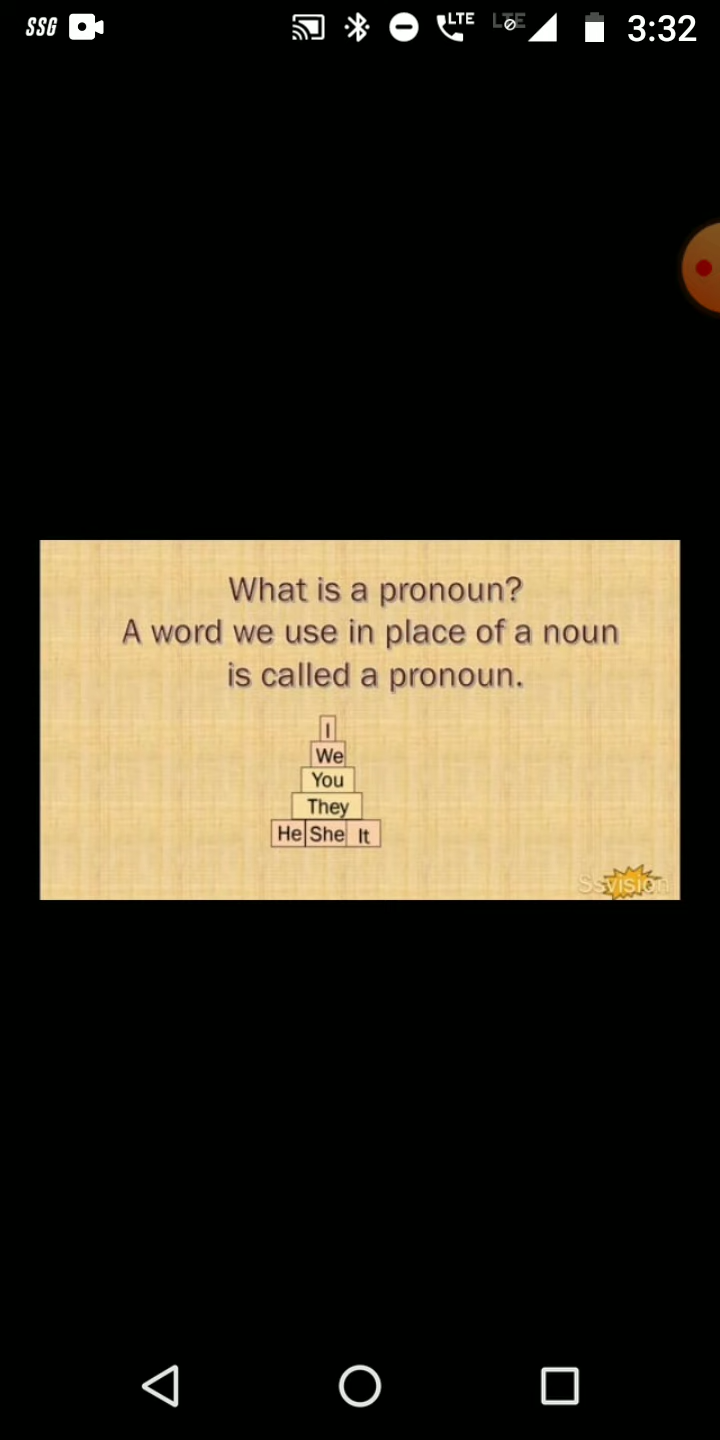 SSG LTE LTE 3:32
What is a pronoun?
A word we use in place of a noun
is called a pronoun.
I
We
You
They
He She It
Ssvision